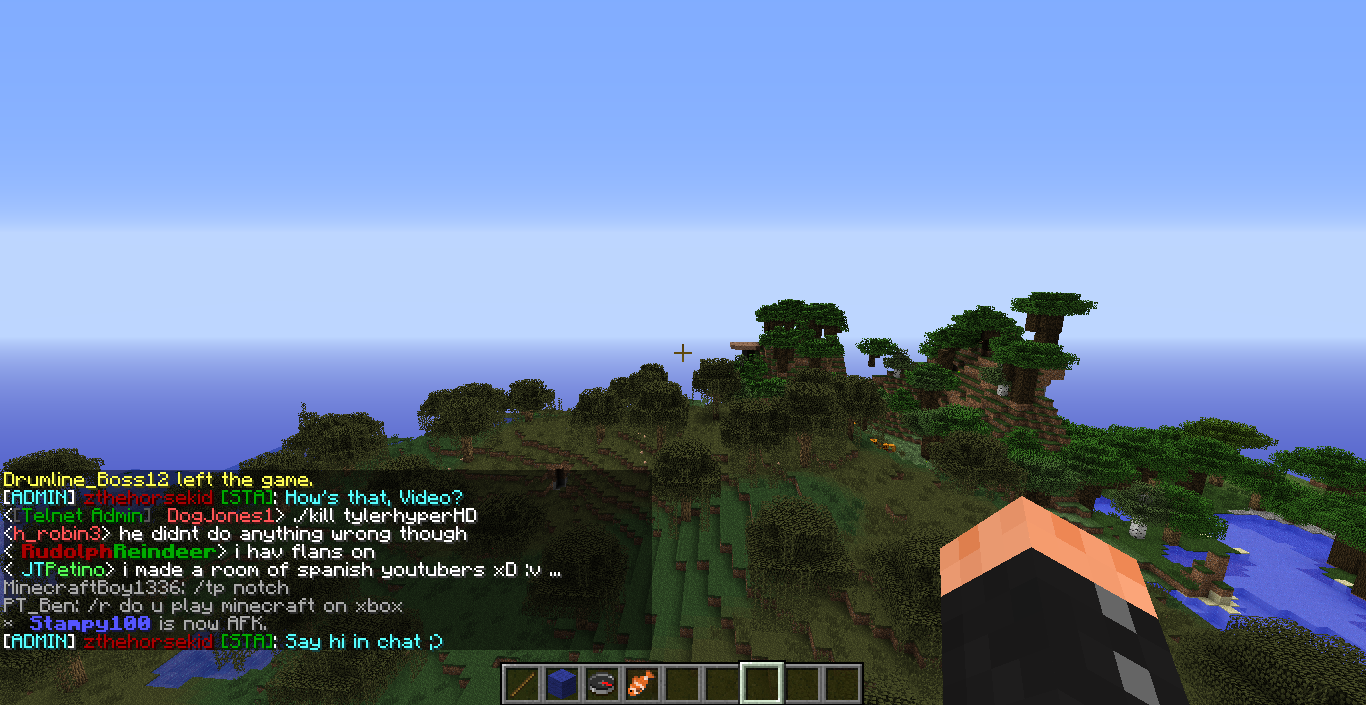 Drumline_Boss12 left the game.
[ADMIN] zthehorsekid [STA]: How's that, Video?
<[Telnet Admin] DogJones1> ./kill tylerhyperHD
<h_robin3> he didnt do anything wrong though
< RudolphReindeer> i hav flans on
< JTPetino> i made a room of spanish youtubers xD :v ...
MinecraftBoy1336: /tp notch
PT_Ben: /r do u play minecraft on xbox
* Stampy100 is now AFK.
[ADMIN] zthehorsekid [STA]: Say hi in chat ;)